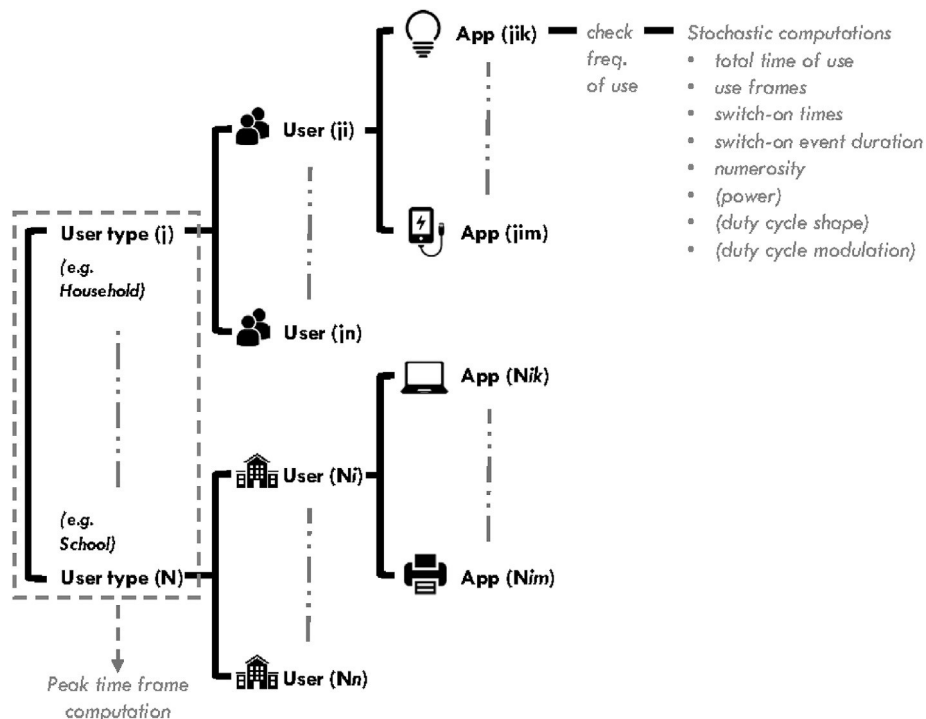 App (jik)
check
freq.
of use
Stochastic computations
• total time of use
• use frames
• switch-on times
• switch-on event duration
• numerosity
• (power)
• (duty cycle shape)
• (duty cycle modulation)
User (ji)
App (jim)
User type (j)
(e.g.
Household)
User (jn)
App (Nik)
User (Ni)
(e.g.
School)
User type (N)
App (Nim)
User (Nn)
Peak time frame
computation